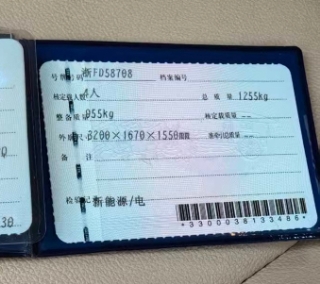 号牌号码 浙FD58708 档案编号
核定载人数 4人 总质量 1255kg
整备质量 955kg 核定载质量 --
外廓尺寸 3200×1670×1550mm 准牵引总质量 --
备注
检验记录 新能源/电
*3300038133486*
30